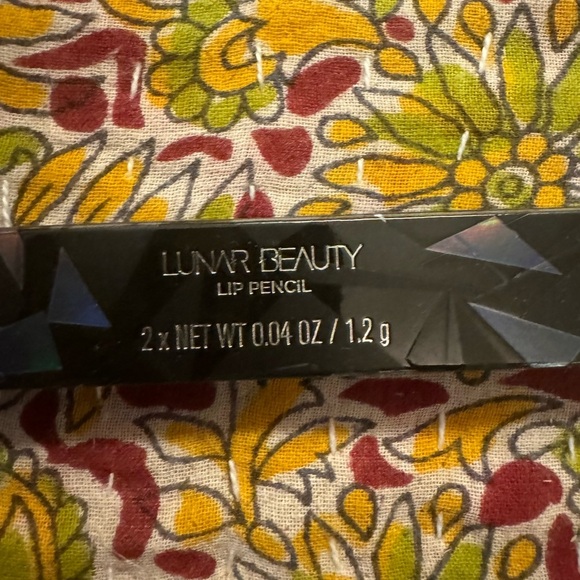 LUNAR BEAUTY
LIP PENCIL
2 x NET WT 0.04 OZ / 1.2 g